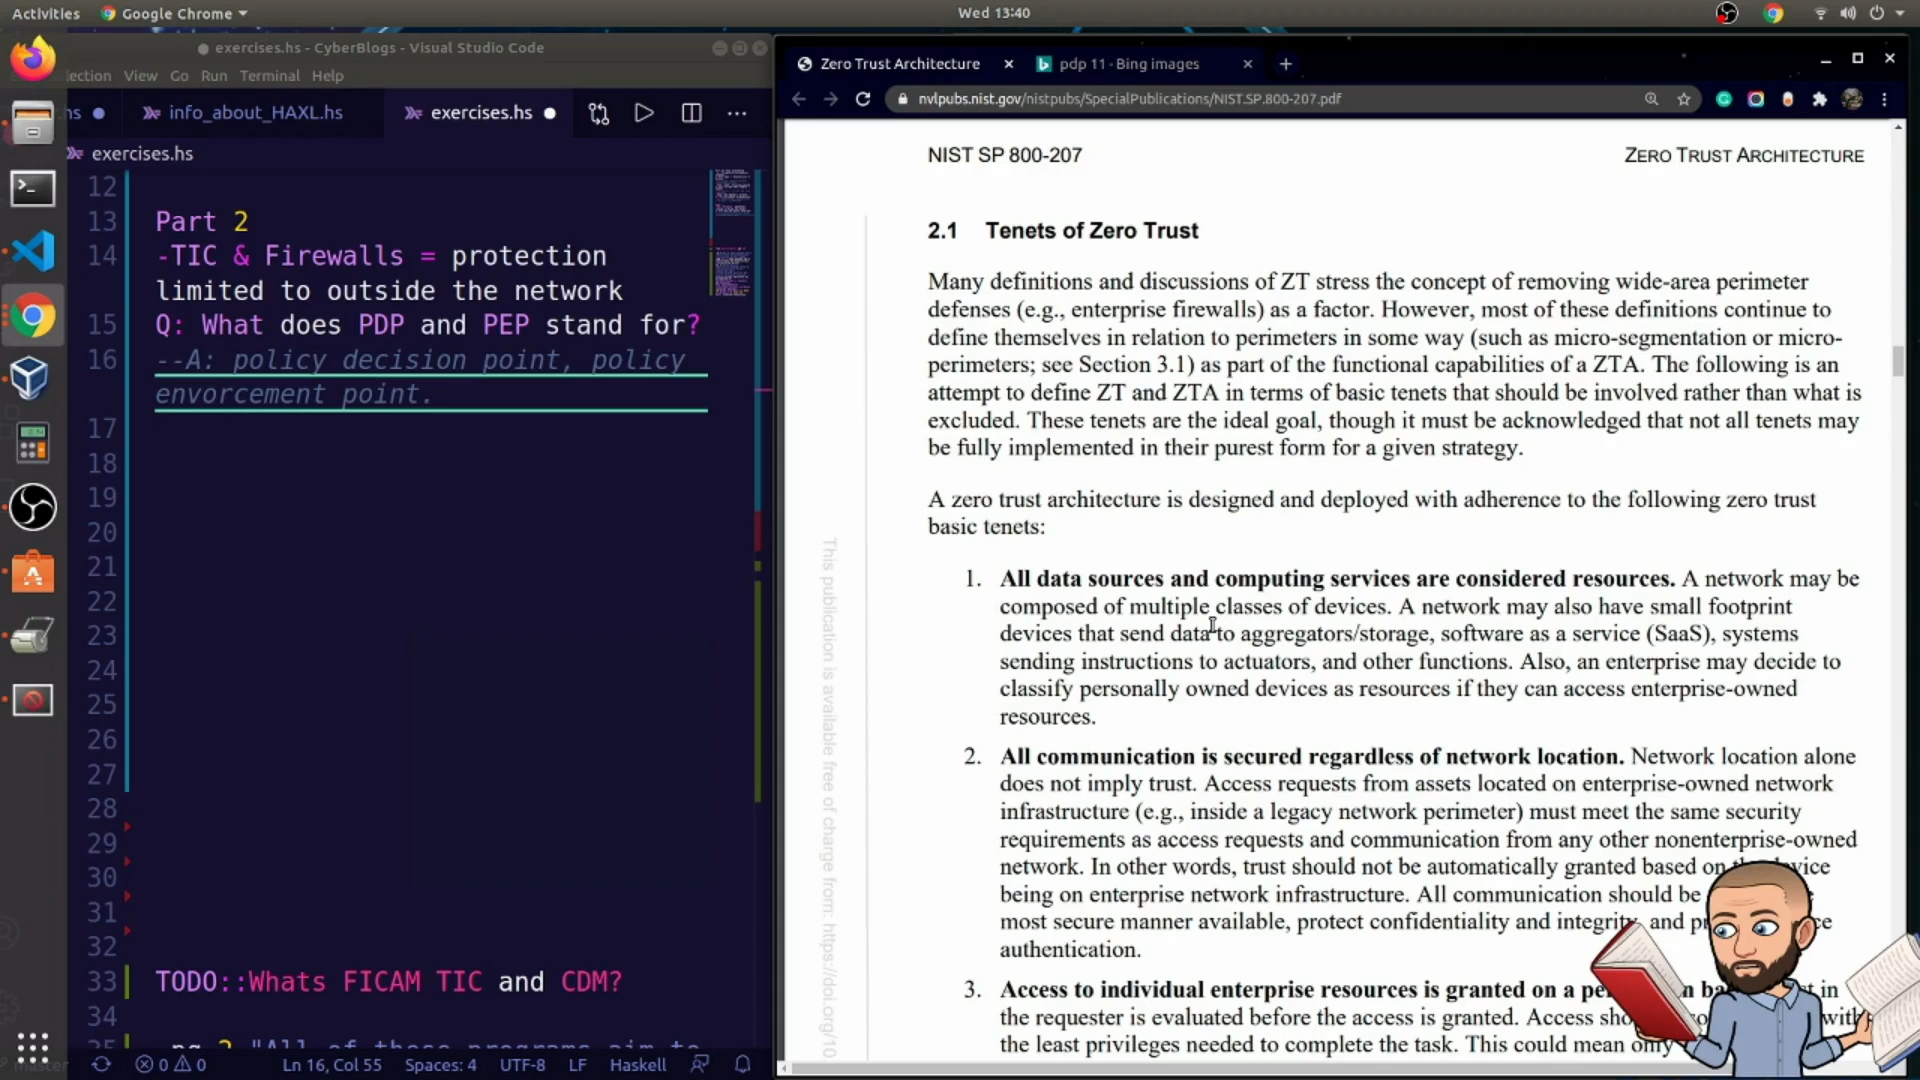 Activities
Google Chrome
Wed 13:40
exercises.hs - CyberBlogs - Visual Studio Code
View Go Run Terminal Help
info_about_HAXL.hs
exercises.hs
exercises.hs
12
13 Part 2
14 -TIC & Firewalls = protection
limited to outside the network
15 Q: What does PDP and PEP stand for?
16 --A: policy decision point, policy
envorcement point.
17
18
19
20
21
22
23
24
25
26
27
28
29
30
31
32
33 TODO::Whats FICAM TIC and CDM?
34
0 0
Ln 16, Col 55 Spaces: 4 UTF-8 LF Haskell
Zero Trust Architecture
pdp 11 - Bing images
nvlpubs.nist.gov/nistpubs/SpecialPublications/NIST.SP.800-207.pdf
NIST SP 800-207
ZERO TRUST ARCHITECTURE
2.1 Tenets of Zero Trust
Many definitions and discussions of ZT stress the concept of removing wide-area perimeter
defenses (e.g., enterprise firewalls) as a factor. However, most of these definitions continue to
define themselves in relation to perimeters in some way (such as micro-segmentation or micro-
perimeters; see Section 3.1) as part of the functional capabilities of a ZTA. The following is an
attempt to define ZT and ZTA in terms of basic tenets that should be involved rather than what is
excluded. These tenets are the ideal goal, though it must be acknowledged that not all tenets may
be fully implemented in their purest form for a given strategy.
A zero trust architecture is designed and deployed with adherence to the following zero trust
basic tenets:
1. All data sources and computing services are considered resources. A network may be
composed of multiple classes of devices. A network may also have small footprint
devices that send data to aggregators/storage, software as a service (SaaS), systems
sending instructions to actuators, and other functions. Also, an enterprise may decide to
classify personally owned devices as resources if they can access enterprise-owned
resources.
2. All communication is secured regardless of network location. Network location alone
does not imply trust. Access requests from assets located on enterprise-owned network
infrastructure (e.g., inside a legacy network perimeter) must meet the same security
requirements as access requests and communication from any other nonenterprise-owned
network. In other words, trust should not be automatically granted based on
being on enterprise network infrastructure. All communication should be
most secure manner available, protect confidentiality and integrity, and
authentication.
3. Access to individual enterprise resources is granted on a in
the requester is evaluated before the access is granted. Access with
the least privileges needed to complete the task. This could mean only
This publication is available free of charge from: https://doi.org/10